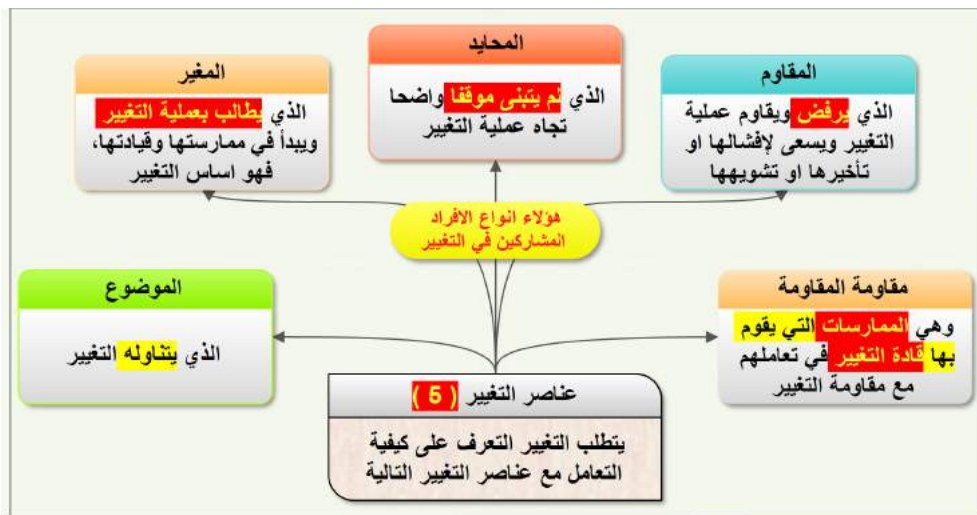 المحايد
الذي لم يتبنى موقفا واضحا
تجاه عملية التغيير
المقاوم
الذي يرفض ويقاوم عملية
التغيير ويسعى لإفشالها او
تأخيرها او تشويهها
المغير
الذي يطالب بعملية التغيير
ويبدأ في ممارستها وقيادتها،
فهو اساس التغيير
هؤلاء انواع الافراد
المشاركين في التغيير
مقاومة المقاومة
وهي الممارسات التي يقوم
بها قادة التغيير في تعاملهم
مع مقاومة التغيير
الموضوع
الذي يتناوله التغيير
عناصر التغيير ( 5 )
يتطلب التغيير التعرف على كيفية
التعامل مع عناصر التغيير التالية